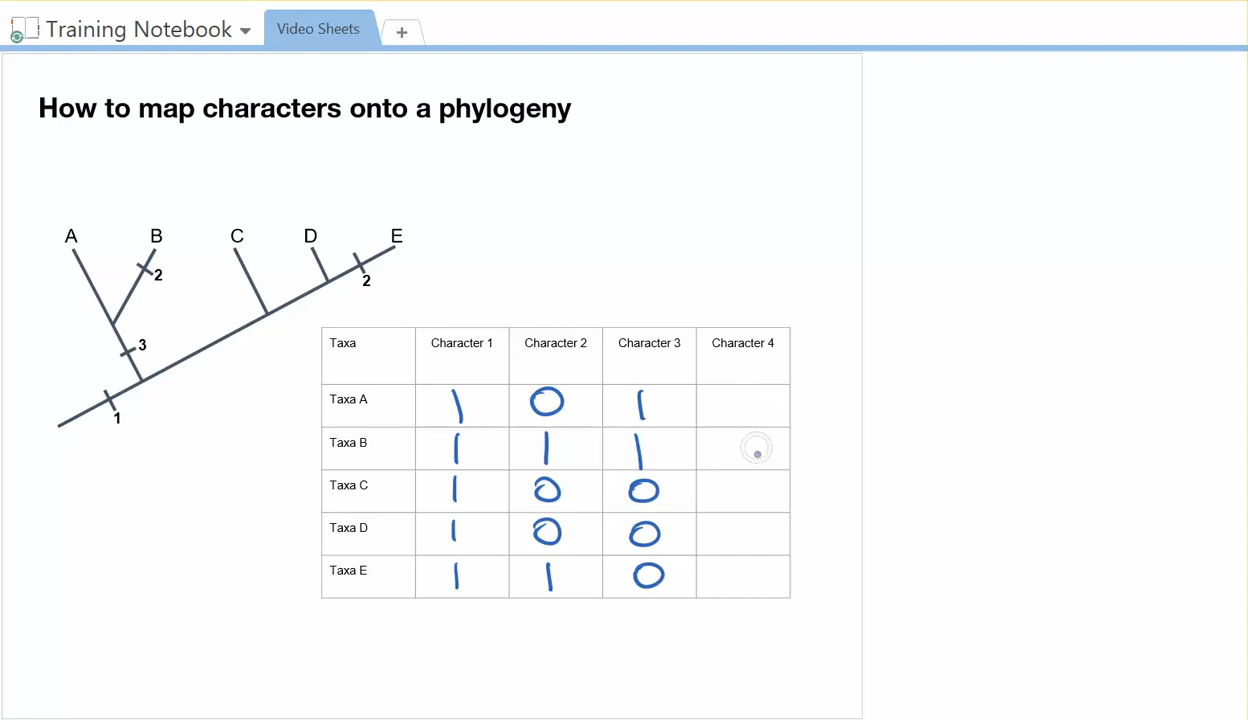 Training Notebook
Video Sheets
+
How to map characters onto a phylogeny
A B C D E
2
2
3
1
Taxa Character 1 Character 2 Character 3 Character 4
Taxa A 1 0 1
Taxa B 1 1 1
Taxa C 1 0 0
Taxa D 1 0 0
Taxa E 1 1 0